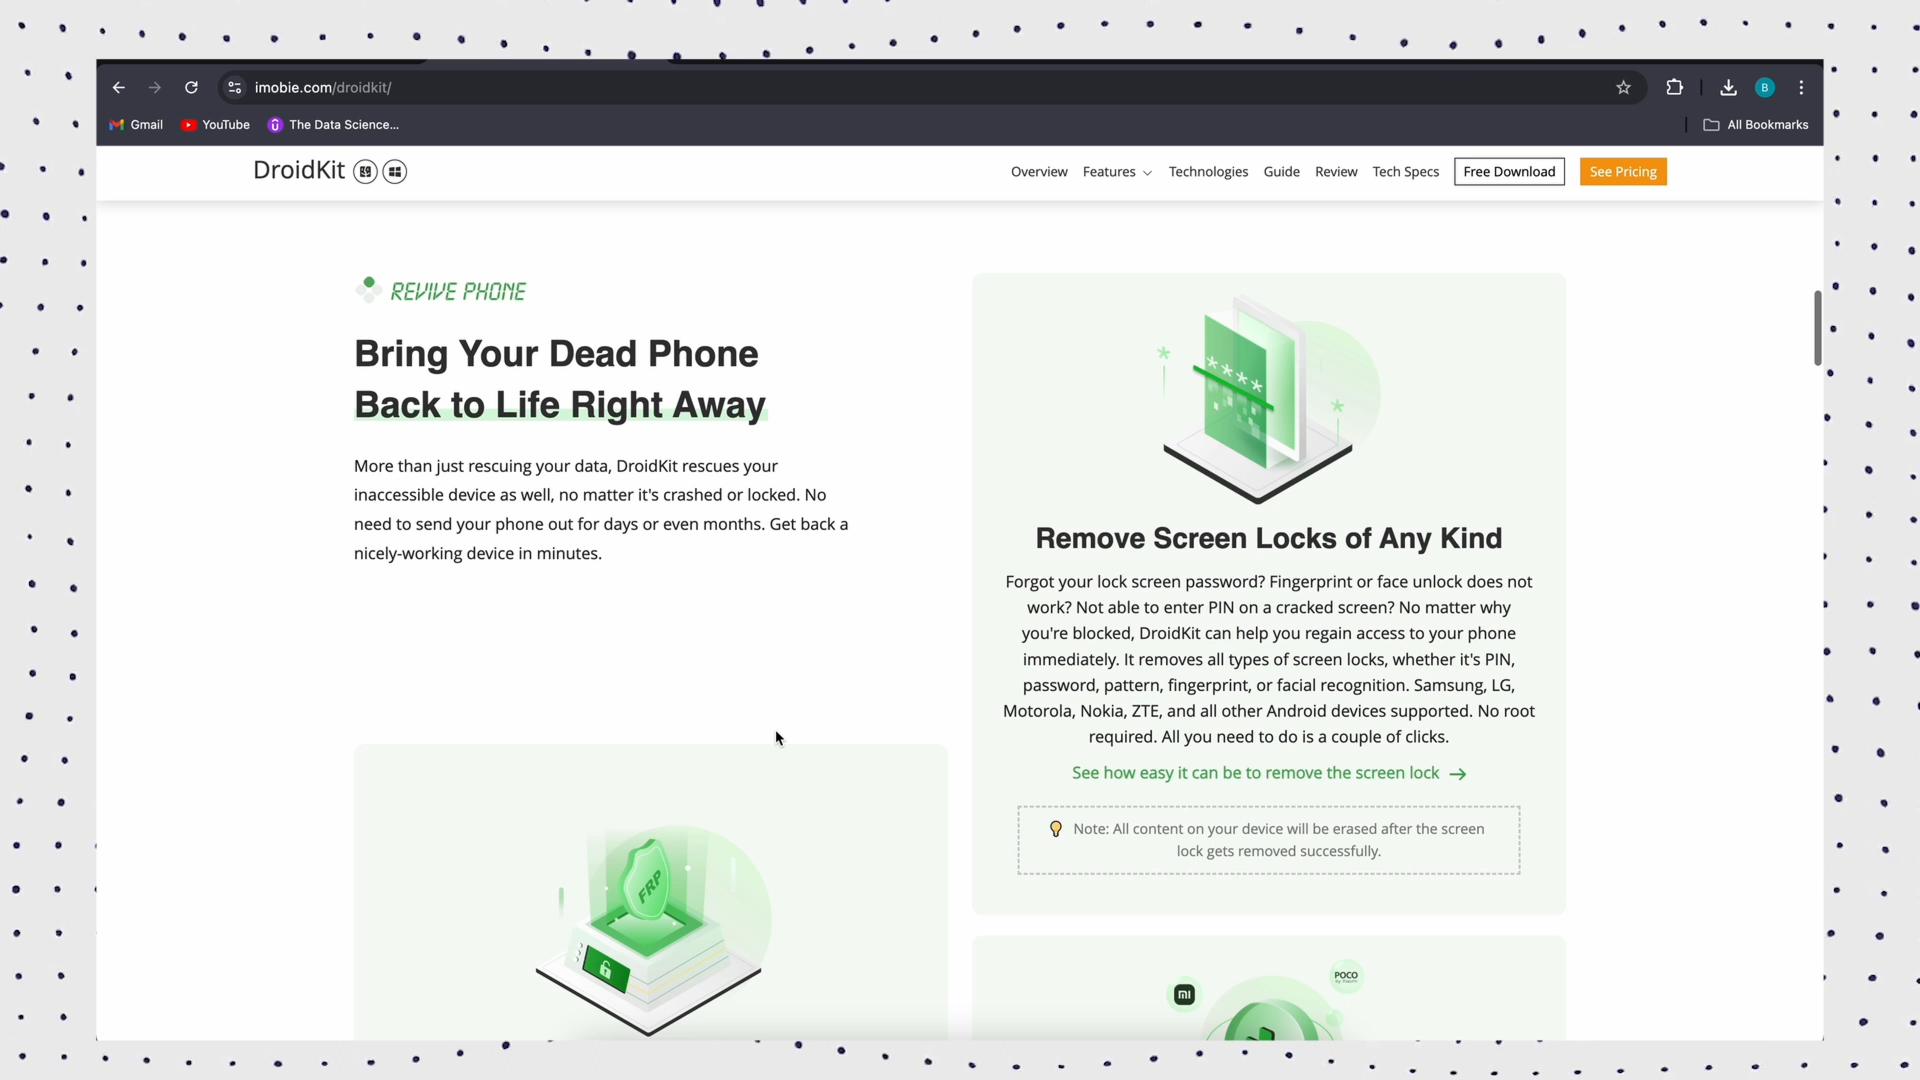 imobie.com/droidkit/
B
Gmail
YouTube
The Data Science...
All Bookmarks
DroidKit
Overview
Features
Technologies
Guide
Review
Tech Specs
Free Download
See Pricing
REVIVE PHONE
Bring Your Dead Phone
Back to Life Right Away
More than just rescuing your data, DroidKit rescues your
inaccessible device as well, no matter it's crashed or locked. No
need to send your phone out for days or even months. Get back a
nicely-working device in minutes.
FRP
* * * *
Remove Screen Locks of Any Kind
Forgot your lock screen password? Fingerprint or face unlock does not
work? Not able to enter PIN on a cracked screen? No matter why
you're blocked, DroidKit can help you regain access to your phone
immediately. It removes all types of screen locks, whether it's PIN,
password, pattern, fingerprint, or facial recognition. Samsung, LG,
Motorola, Nokia, ZTE, and all other Android devices supported. No root
required. All you need to do is a couple of clicks.
See how easy it can be to remove the screen lock
Note: All content on your device will be erased after the screen
lock gets removed successfully.
mi
POCO